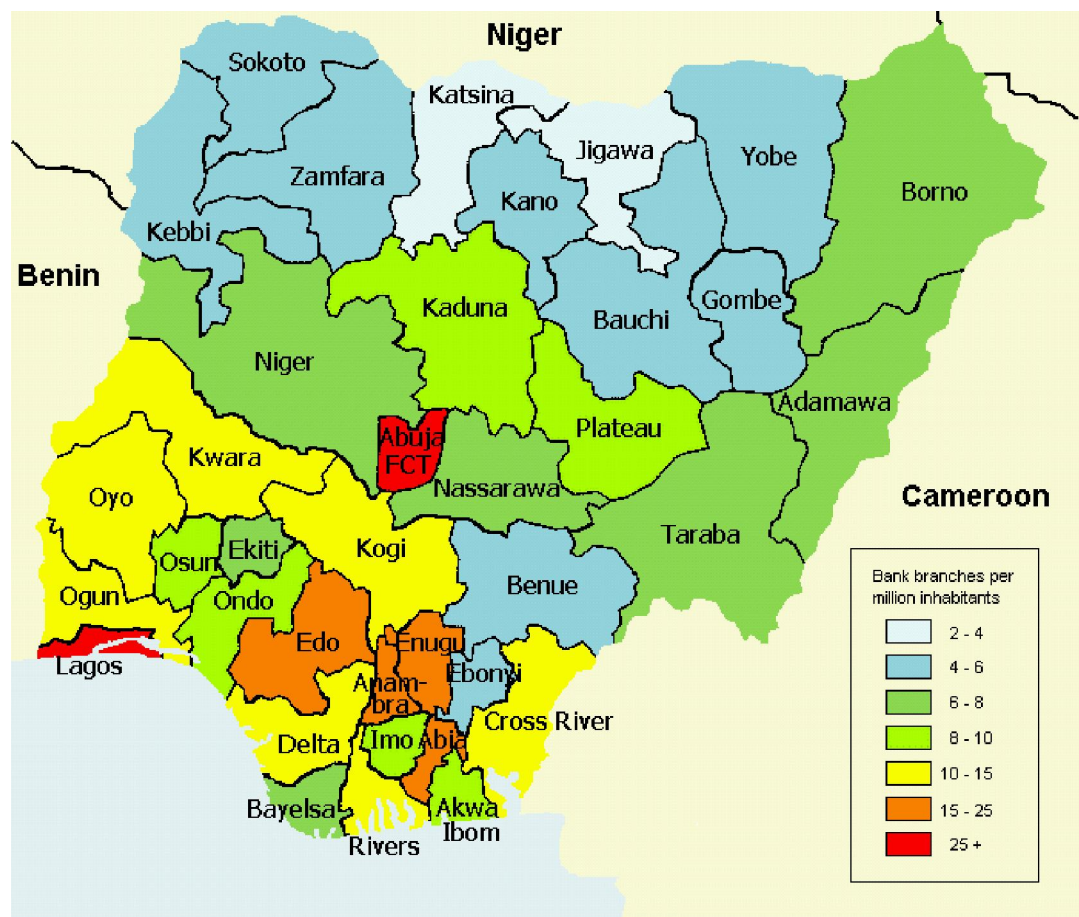 Niger
Sokoto
Katsina
Jigawa
Yobe
Zamfara
Kano
Borno
Kebbi
Benin
Kaduna
Gombe
Bauchi
Niger
Adamawa
Plateau
Abuja
FCT
Kwara
Nassarawa
Cameroon
Oyo
Taraba
Kogi
Ekiti
Osun
Benue
Ogun
Ondo
Edo
Enugu
Lagos
Ebonyi
Anam-
bra
Cross River
Imo
Abia
Delta
Bayelsa
Akwa
Ibom
Rivers
Bank branches per
million inhabitants
2 - 4
4 - 6
6 - 8
8 - 10
10 - 15
15 - 25
25 +